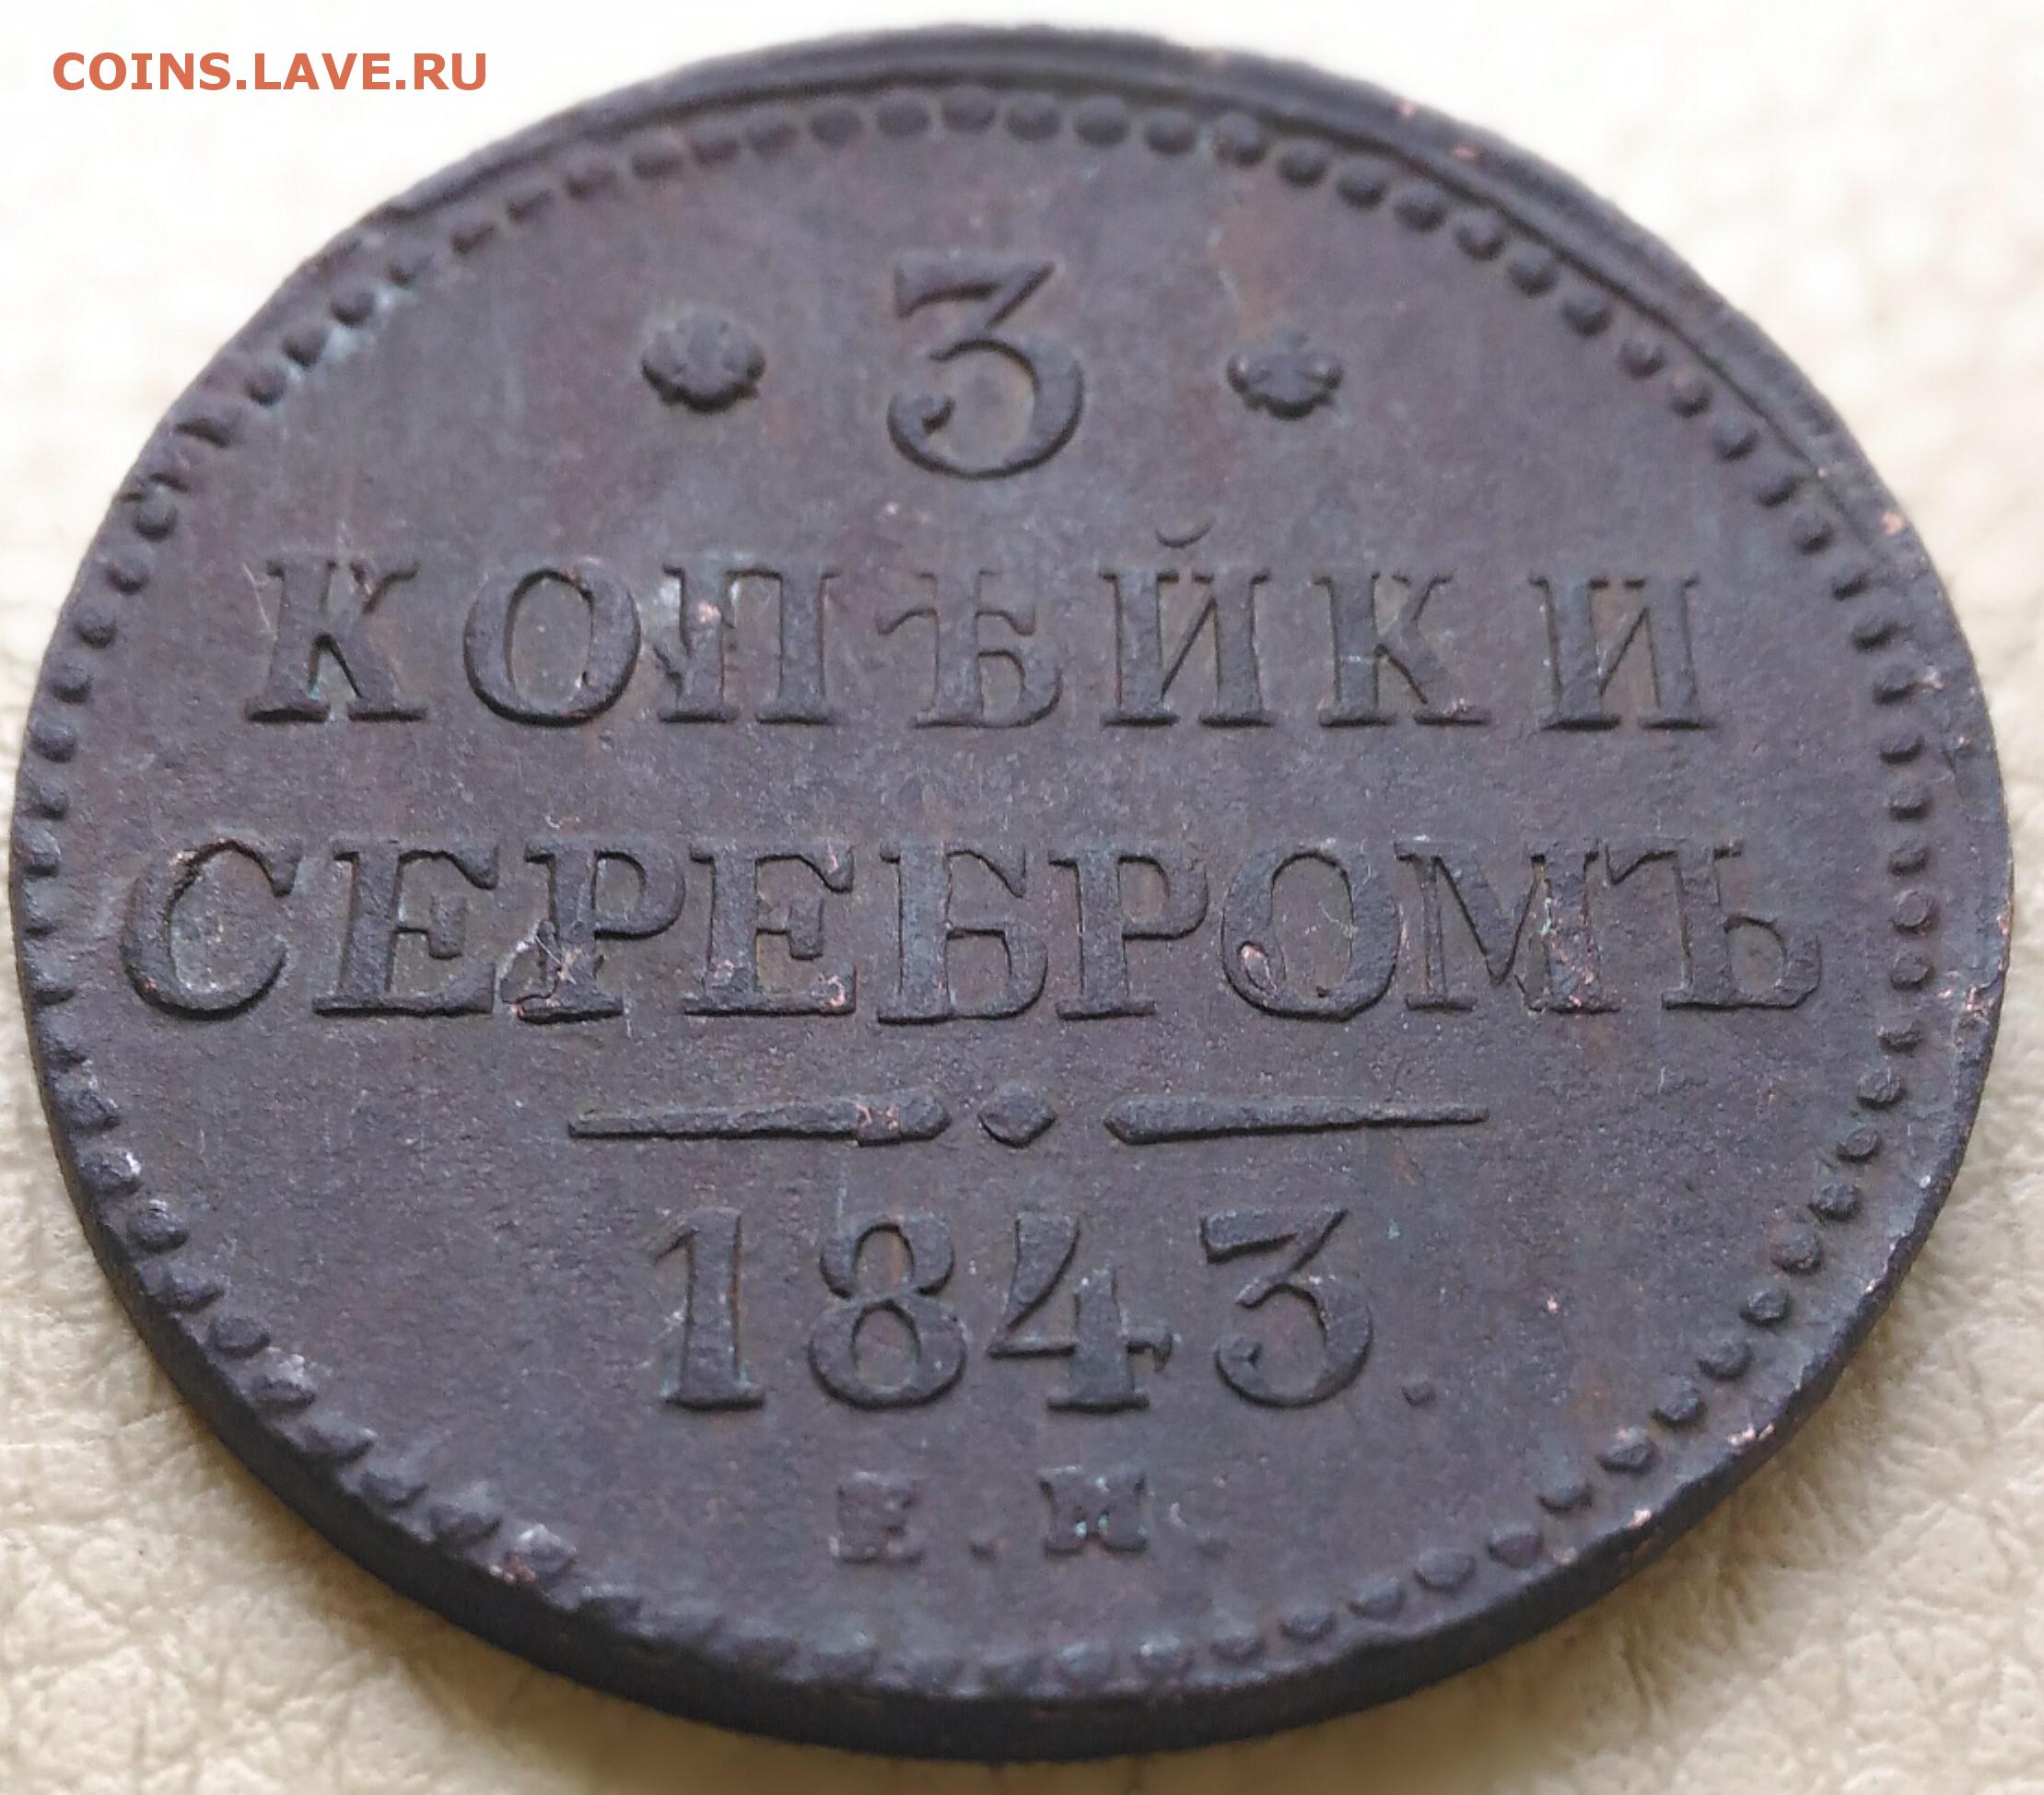 COINS.LAVE.RU
3
КОПѢЙКИ
СЕРЕБРОМЪ
1843.
Е.М.